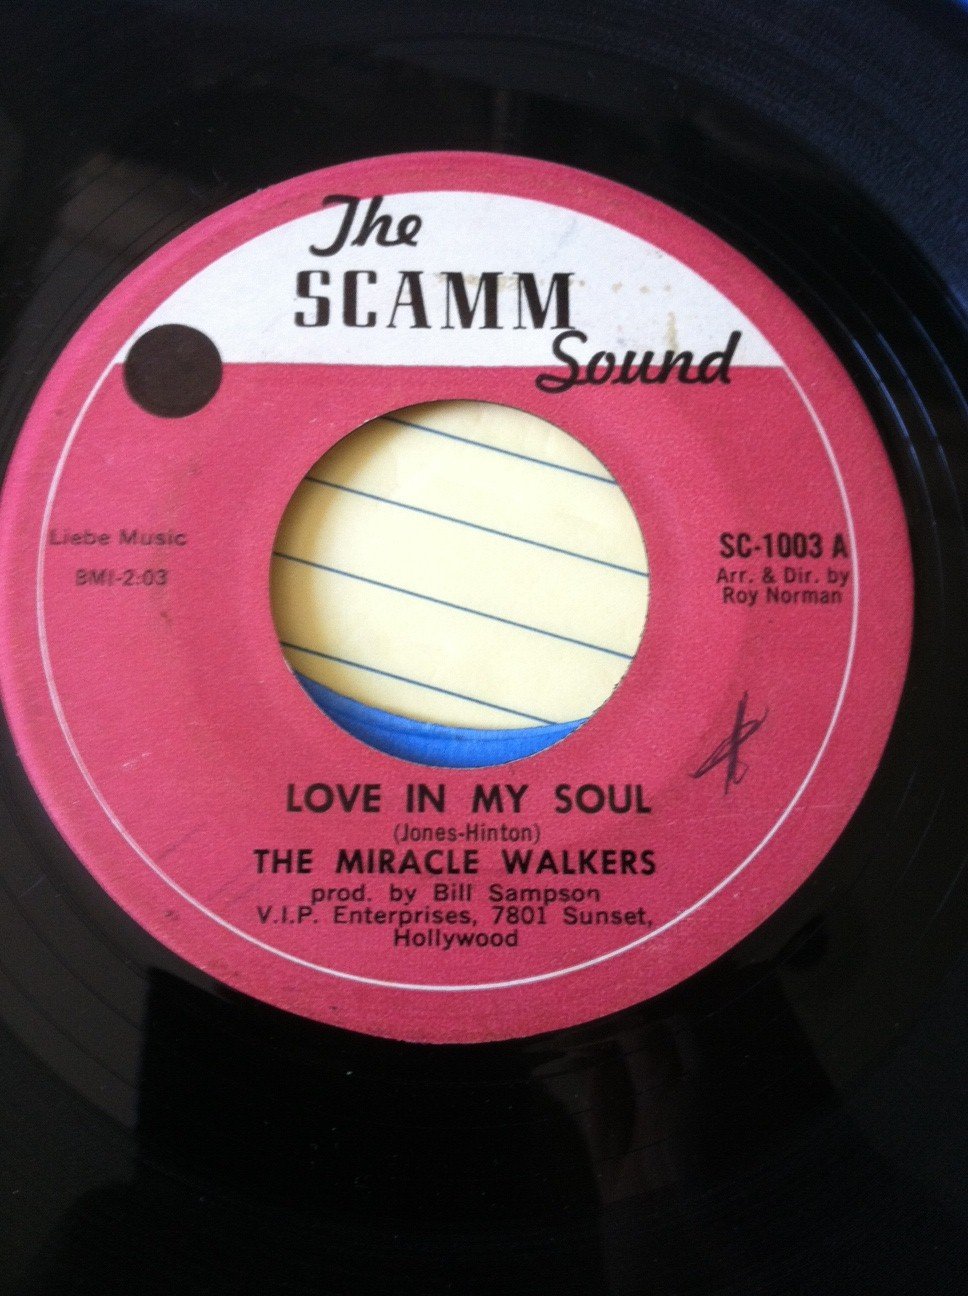 The
SCAMM
Sound
Liebe Music
BMI-2:03
SC-1003 A
Arr. & Dir. by
Roy Norman
LOVE IN MY SOUL
(Jones-Hinton)
THE MIRACLE WALKERS
prod. by Bill Sampson
V.I.P. Enterprises, 7801 Sunset,
Hollywood